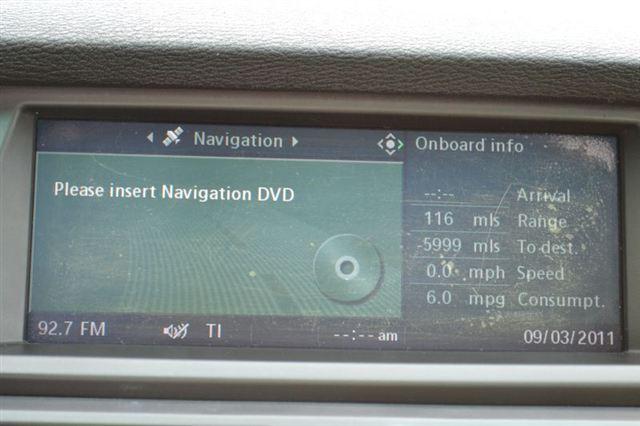 Navigation
Please insert Navigation DVD
Onboard info
--:-- Arrival
116 mls Range
-5999 mls To dest.
0.0 mph Speed
6.0 mpg Consumpt.
92.7 FM TI --:-- am 09/03/2011